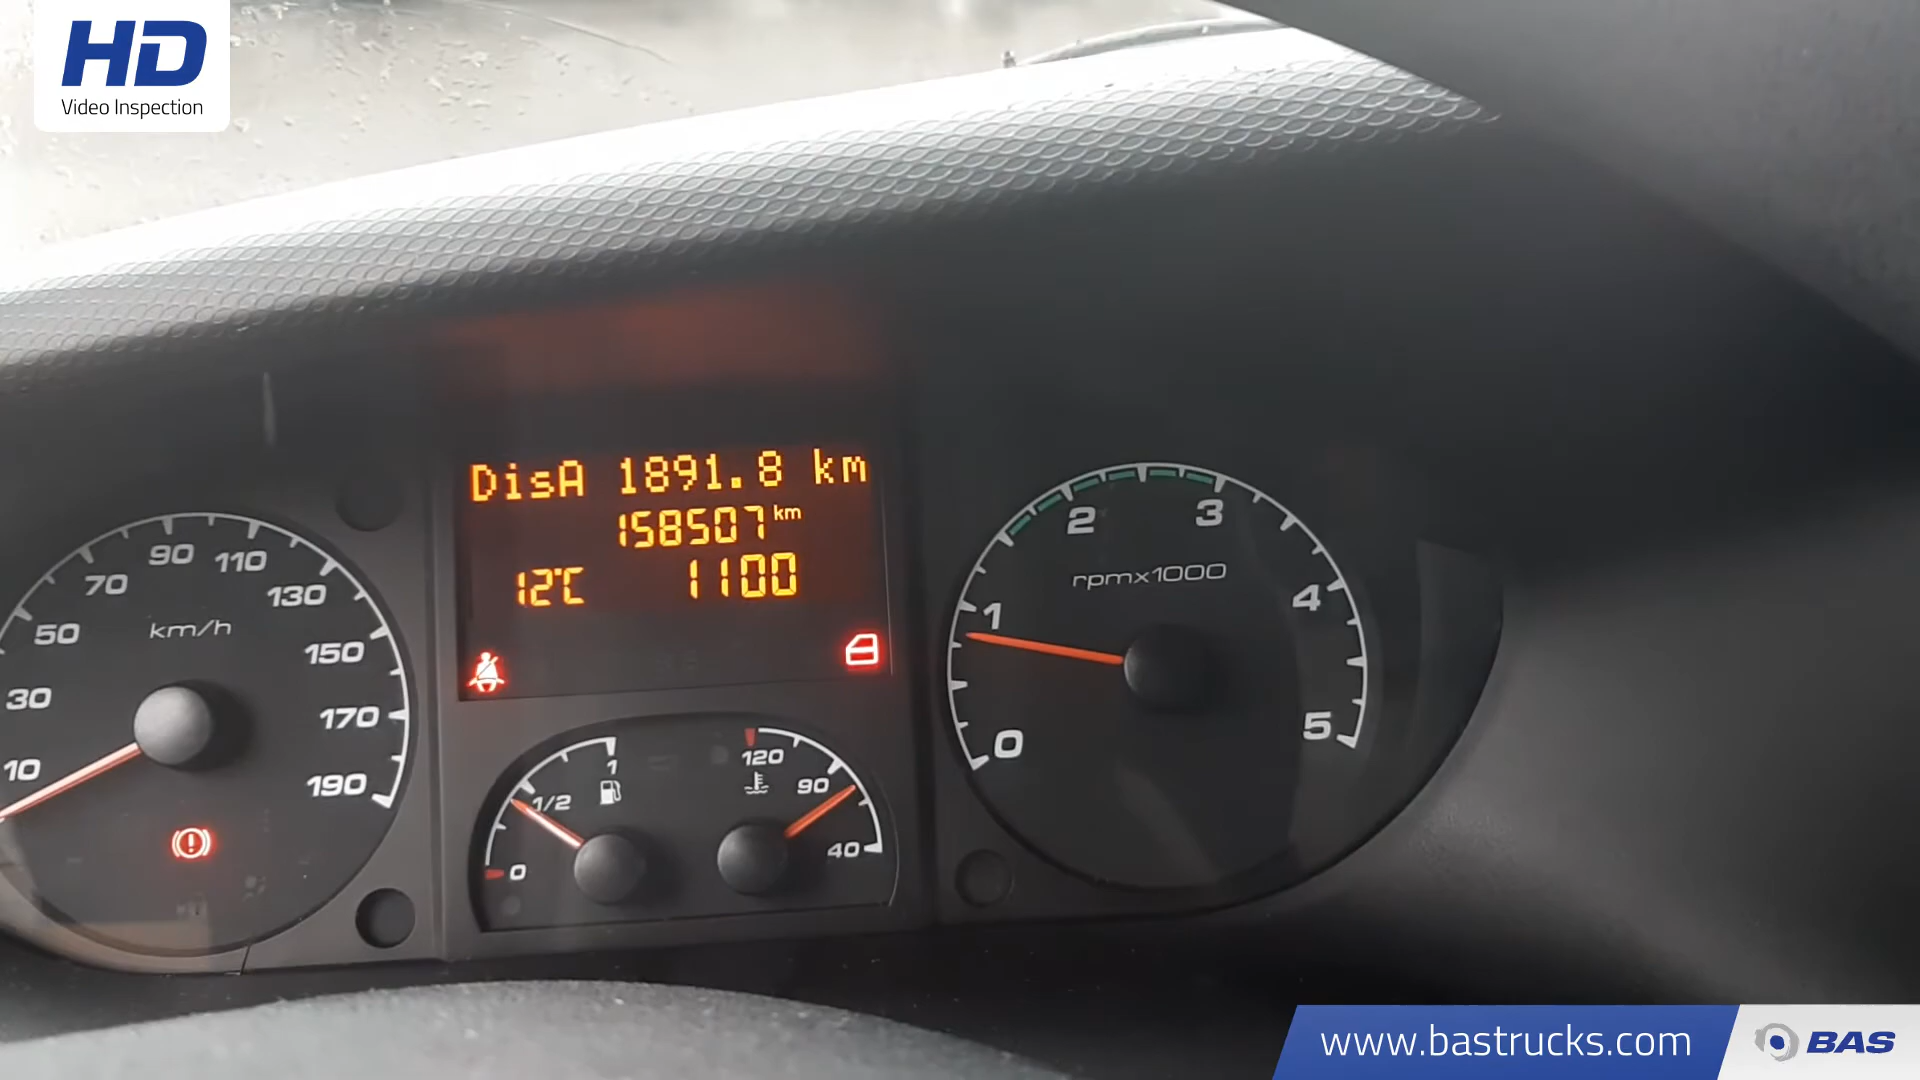 HD
Video Inspection
DisA 1891.8 km
158507 km
12°C 1100
10
30
50
70
90
110
130
150
170
190
km/h
0
1/2
1
120
90
40
0
1
2
3
4
5
rpmx1000
www.bastrucks.com
BAS